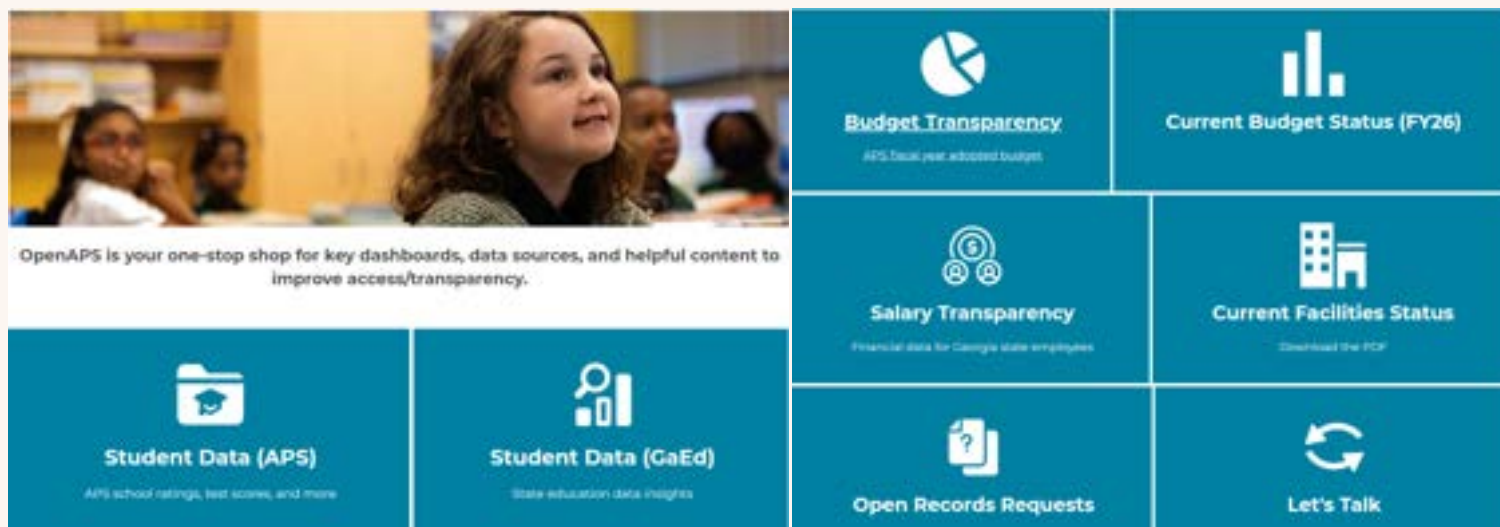 OpenAPS is your one-stop shop for key dashboards, data sources, and helpful content to
improve access/transparency.
Student Data (APS)
APS school ratings, test scores, and more
Student Data (GaEd)
State education data insights
Budget Transparency
APS fiscal year adopted budget
Current Budget Status (FY26)
$
Salary Transparency
Financial data for Georgia state employees
Current Facilities Status
Download the PDF
?
Open Records Requests
Let's Talk